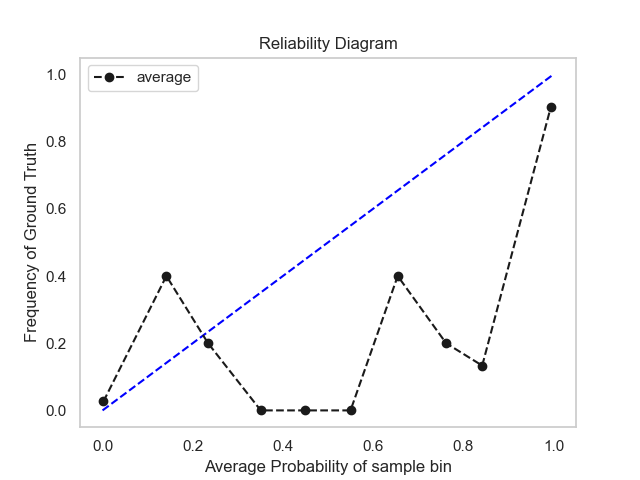 Reliability Diagram
average
Frequency of Ground Truth
1.0
0.8
0.6
0.4
0.2
0.0
0.0 0.2 0.4 0.6 0.8 1.0
Average Probability of sample bin